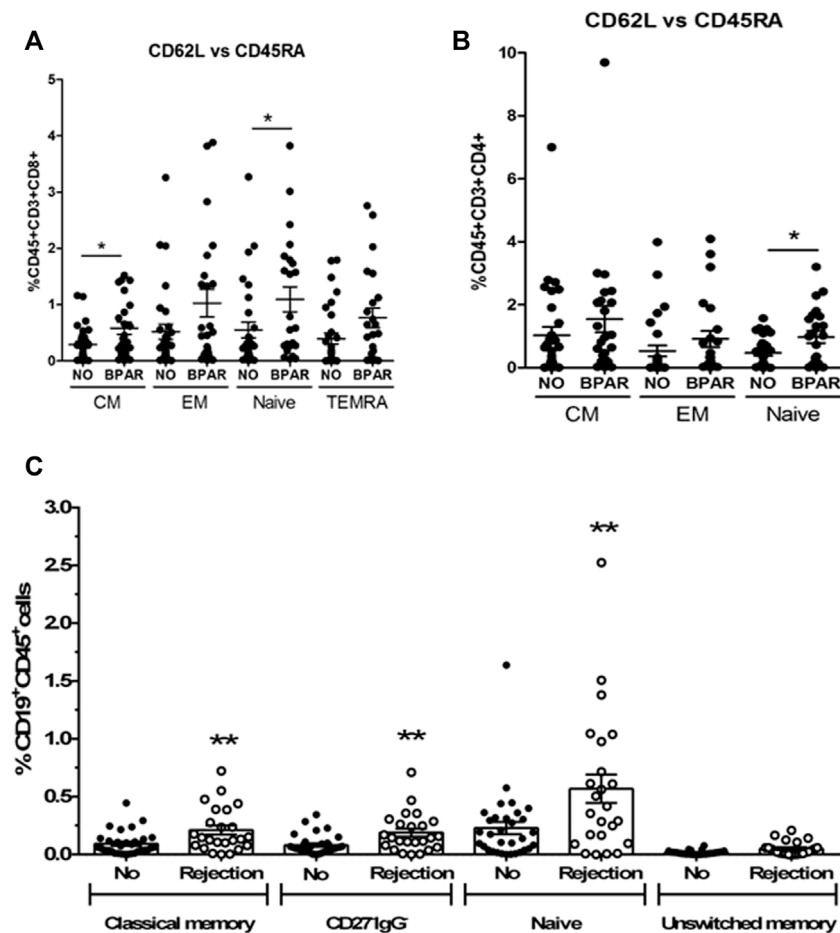 A
CD62L vs CD45RA
%CD45+CD3+CD8+
5
4
3
2
1
0
*
*
NO BPAR NO BPAR NO BPAR NO BPAR
CM EM Naive TEMRA
B
CD62L vs CD45RA
%CD45+CD3+CD4+
10
8
6
4
2
0
*
NO BPAR NO BPAR NO BPAR
CM EM Naive
C
%CD19+CD45+cells
3.0
2.5
2.0
1.5
1.0
0.5
0.0
**
**
**
No Rejection No Rejection No Rejection No Rejection
Classical memory CD27IgG- Naive Unswitched memory